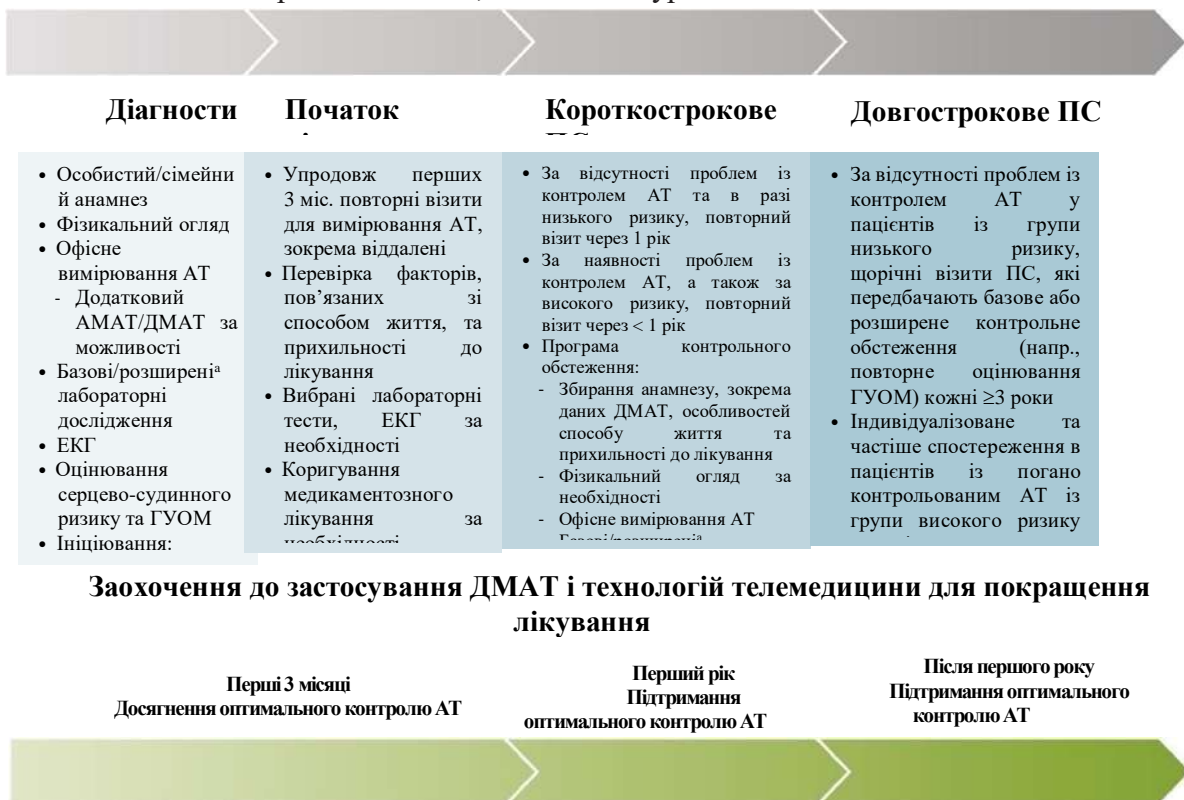 Діагности
Початок
Короткострокове
Довгострокове ПС
• Особистий/сімейни
й анамнез
• Фізикальний огляд
• Офісне
вимірювання АТ
- Додатковий
АМАТ/ДМАТ за
можливості
• Базові/розширеніᵃ
лабораторні
дослідження
• ЕКГ
• Оцінювання
серцево-судинного
ризику та ГУОМ
• Ініціювання:
• Упродовж перших
3 міс. повторні візити
для вимірювання АТ,
зокрема віддалені
• Перевірка факторів,
пов’язаних зі
способом життя, та
прихильності до
лікування
• Вибрані лабораторні
тести, ЕКГ за
необхідності
• Коригування
медикаментозного
лікування за
необхідності
• За відсутності проблем із
контролем АТ та в разі
низького ризику, повторний
візит через 1 рік
• За наявності проблем із
контролем АТ, а також за
високого ризику, повторний
візит через < 1 рік
• Програма контрольного
обстеження:
- Збирання анамнезу, зокрема
даних ДМАТ, особливостей
способу життя та
прихильності до лікування
- Фізикальний огляд за
необхідності
- Офісне вимірювання АТ
- Базові/розширеніᵃ
• За відсутності проблем із
контролем АТ у
пацієнтів із групи
низького ризику,
щорічні візити ПС, які
передбачають базове або
розширене контрольне
обстеження (напр.,
повторне оцінювання
ГУОМ) кожні ≥3 роки
• Індивідуалізоване та
частіше спостереження в
пацієнтів із погано
контрольованим АТ із
групи високого ризику
Заохочення до застосування ДМАТ і технологій телемедицини для покращення
лікування
Перші 3 місяці
Досягнення оптимального контролю АТ
Перший рік
Підтримання
оптимального контролю АТ
Після першого року
Підтримання оптимального
контролю АТ